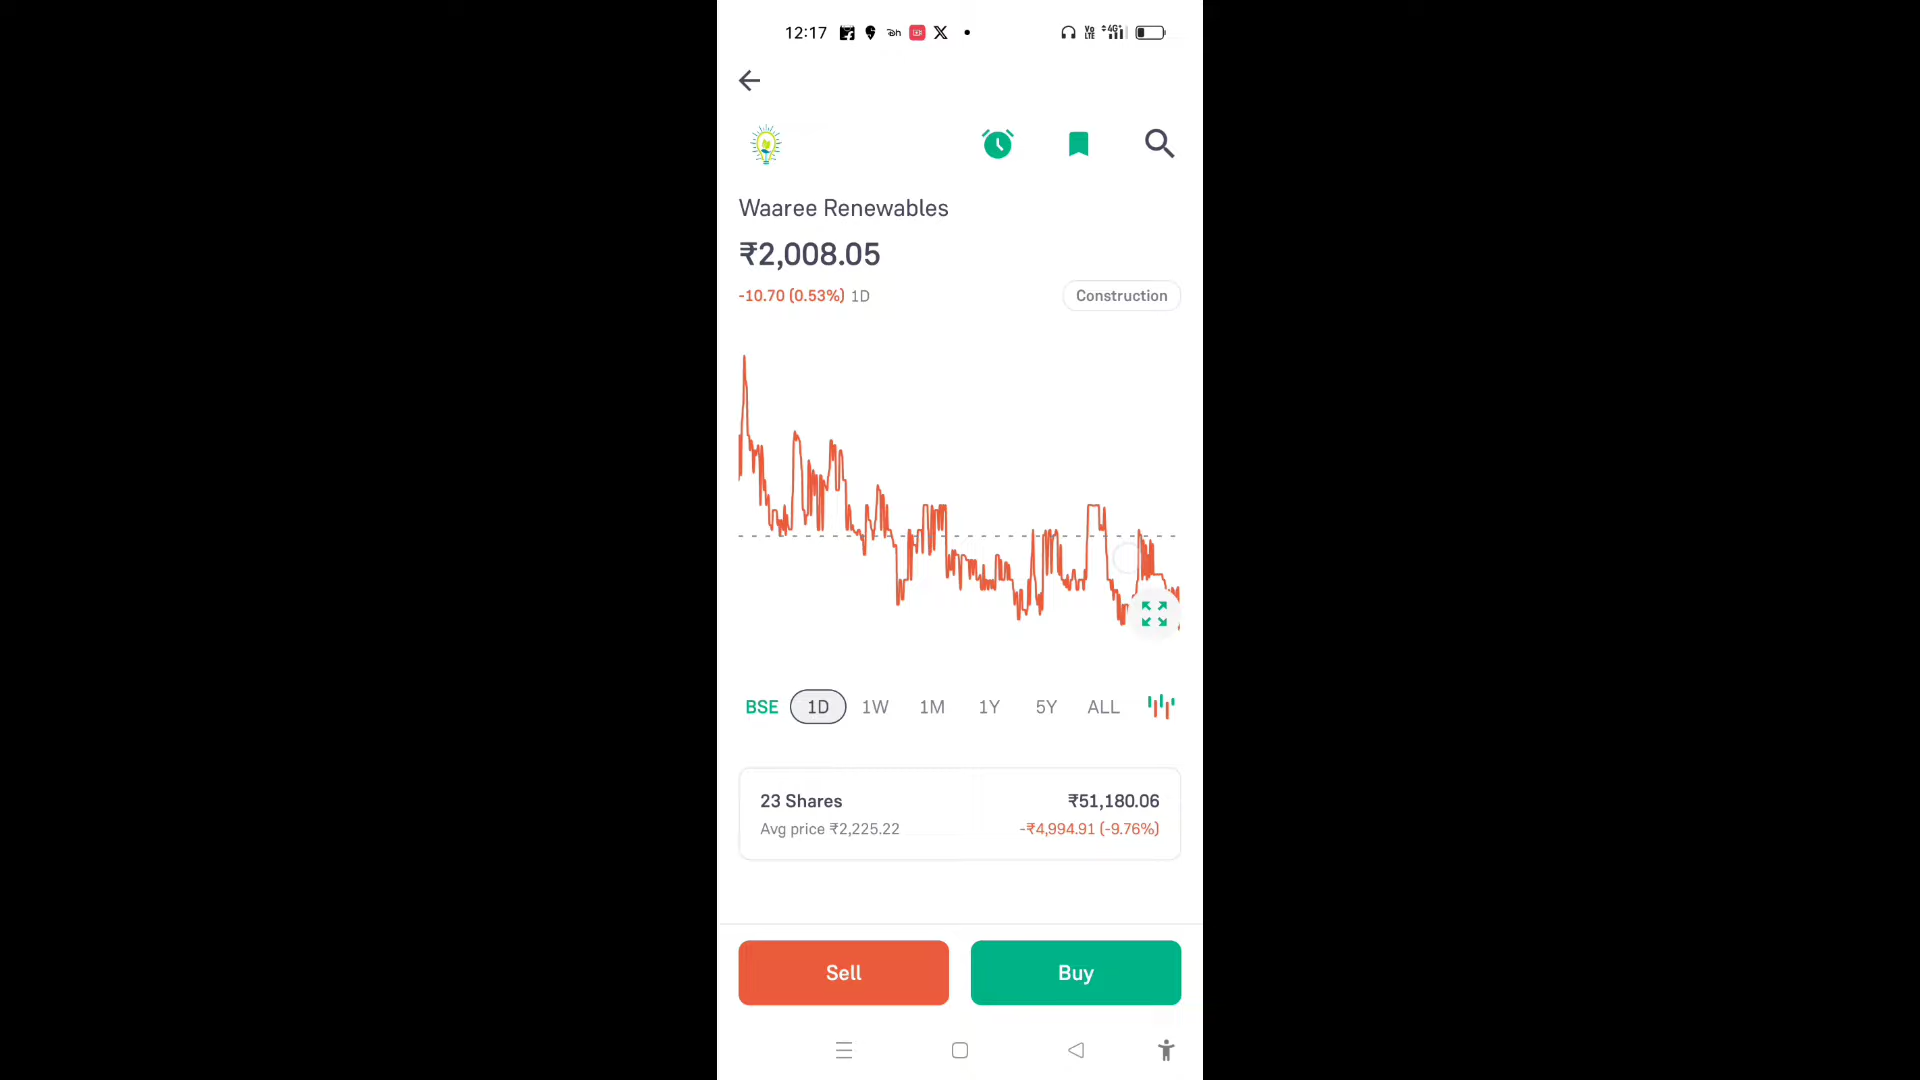 12:17
Waaree Renewables
₹2,008.05
-10.70 (0.53%) 1D
Construction
BSE 1D 1W 1M 1Y 5Y ALL
23 Shares ₹51,180.06
Avg price ₹2,225.22 -₹4,994.91 (-9.76%)
Sell Buy